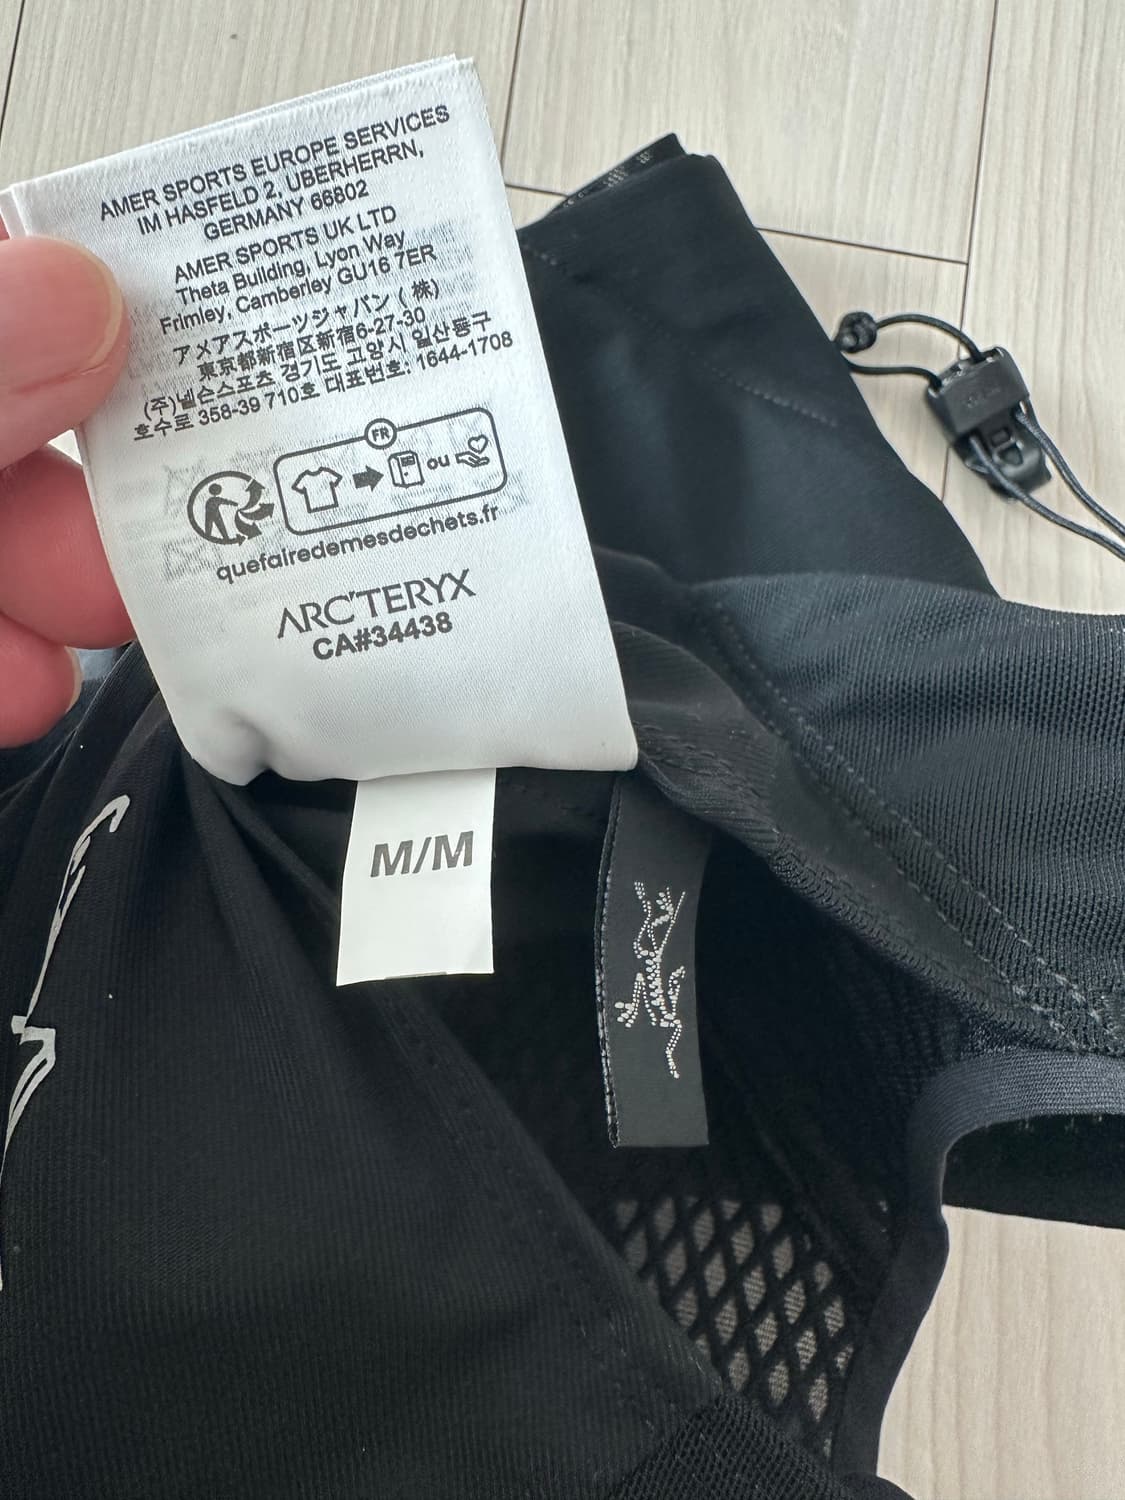 AMER SPORTS EUROPE SERVICES
IM HASFELD 2, UBERHERRN,
GERMANY 66802
AMER SPORTS UK LTD
Theta Building, Lyon Way
Frimley, Camberley GU16 7ER
アメアスポーツジャパン(株)
東京都新宿区新宿6-27-30
(주)넬슨스포츠 경기도 고양시 일산동구
호수로 358-39 710호 대표번호: 1644-1708
FR
ou
quefairedemesdechets.fr
ARC'TERYX
CA#34438
M/M